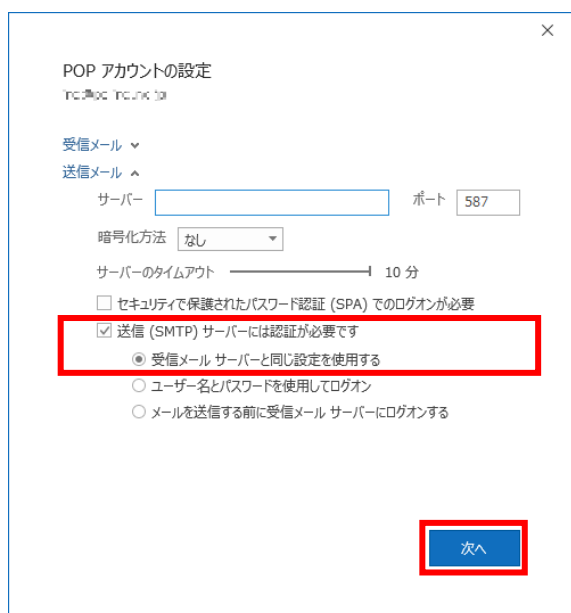 POP アカウントの設定
受信メール
送信メール
サーバー ポート 587
暗号化方法 なし
サーバーのタイムアウト 10 分
セキュリティで保護されたパスワード認証 (SPA) でのログオンが必要
送信 (SMTP) サーバーには認証が必要です
受信メール サーバーと同じ設定を使用する
ユーザー名とパスワードを使用してログオン
メールを送信する前に受信メール サーバーにログオンする
次へ